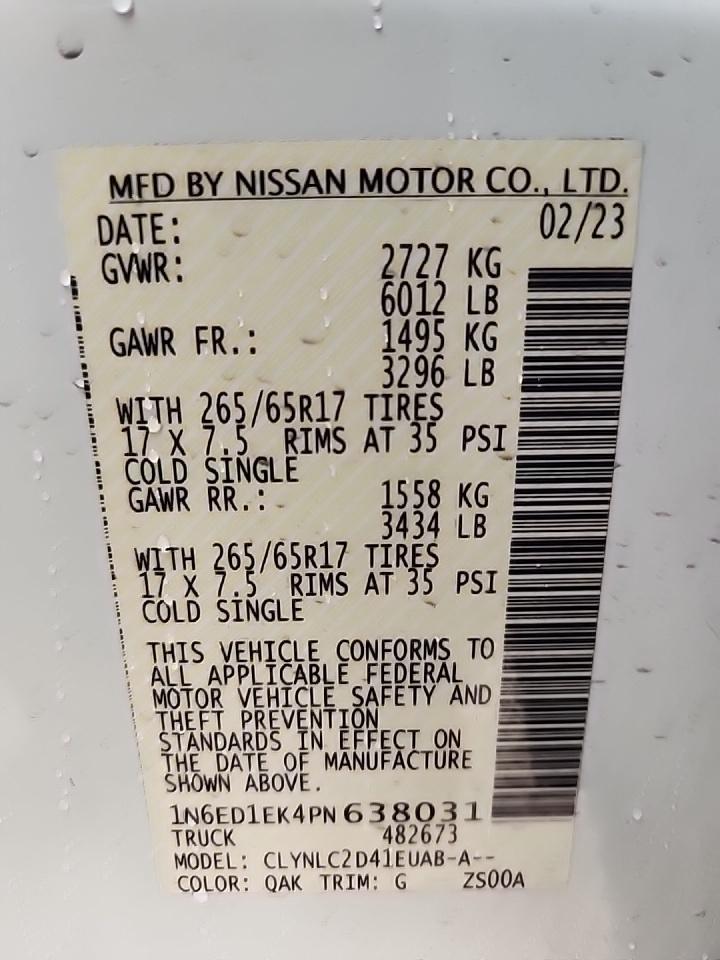 MFD BY NISSAN MOTOR CO., LTD.
DATE: 02/23
GVWR: 2727 KG
6012 LB
GAWR FR.: 1495 KG
3296 LB
WITH 265/65R17 TIRES
17 X 7.5 RIMS AT 35 PSI
COLD SINGLE
GAWR RR.: 1558 KG
3434 LB
WITH 265/65R17 TIRES
17 X 7.5 RIMS AT 35 PSI
COLD SINGLE
THIS VEHICLE CONFORMS TO
ALL APPLICABLE FEDERAL
MOTOR VEHICLE SAFETY AND
THEFT PREVENTION
STANDARDS IN EFFECT ON
THE DATE OF MANUFACTURE
SHOWN ABOVE.
1N6ED1EK4PN638031
TRUCK 482673
MODEL: CLYNLC2D41EUAB-A--
COLOR: QAK TRIM: G ZS00A